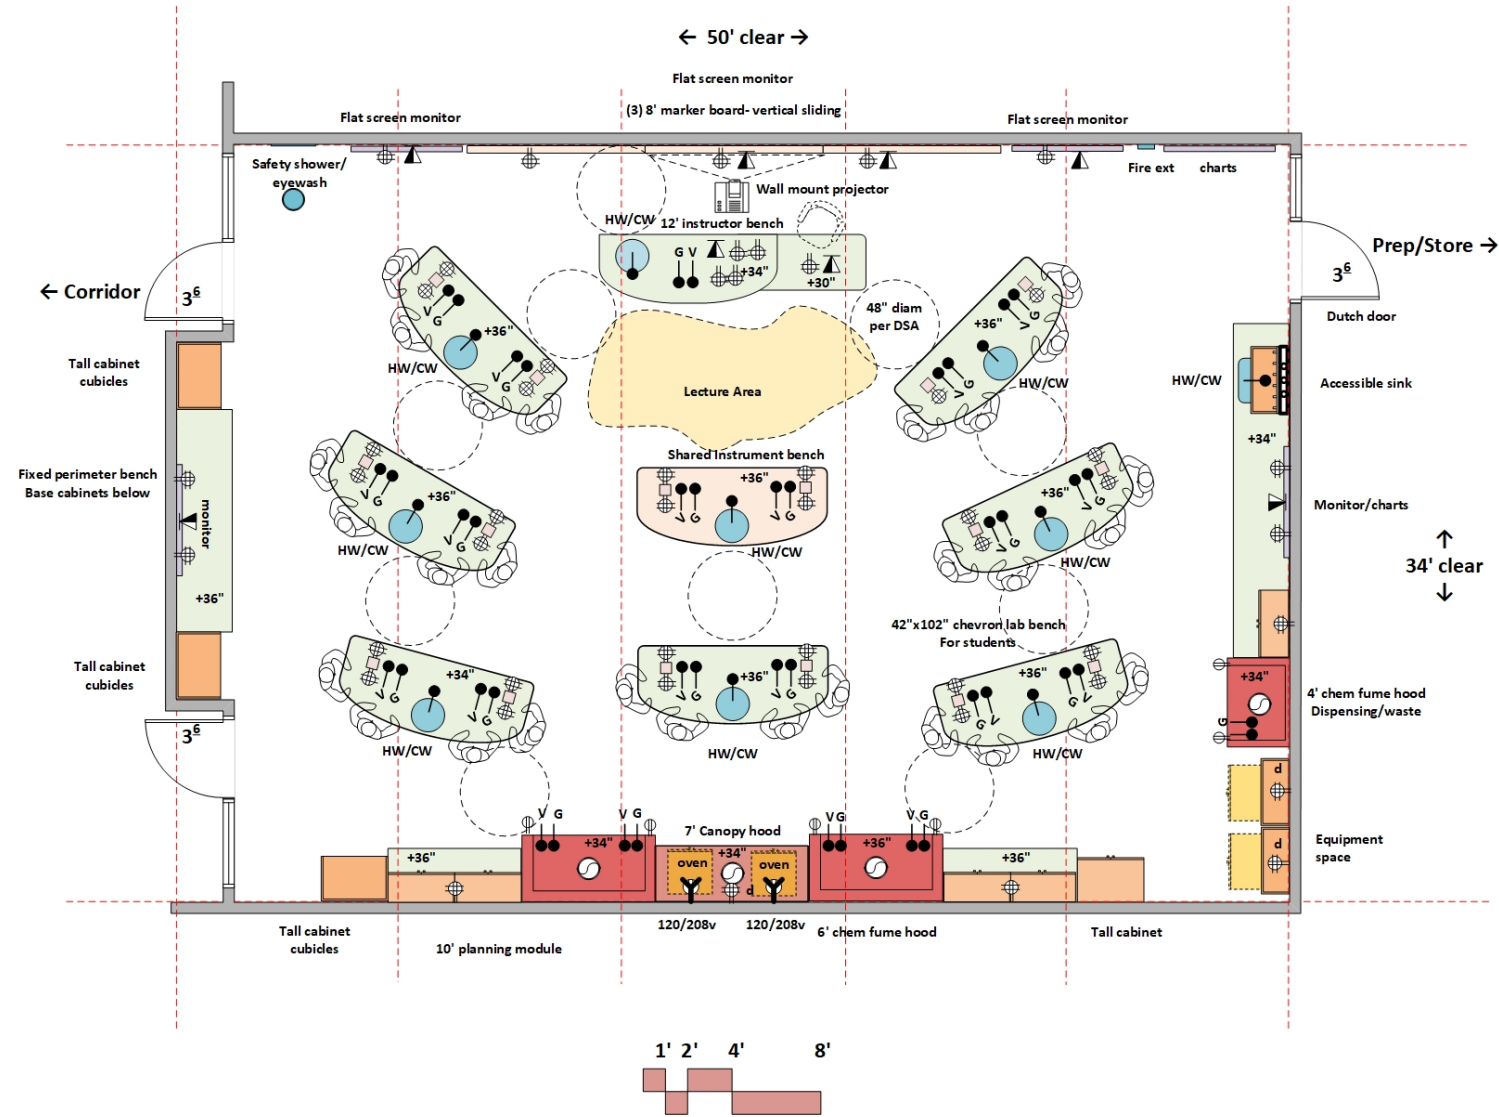 ← 50' clear →
Flat screen monitor
(3) 8' marker board- vertical sliding
Flat screen monitor
Flat screen monitor
Safety shower/
eyewash
Fire ext
charts
Wall mount projector
HW/CW
12' instructor bench
G V
+34"
+30"
← Corridor
3 6
Prep/Store →
3 6
Dutch door
48" diam
per DSA
V
G
+36"
V
G
HW/CW
+36"
V
G
V
G
HW/CW
Lecture Area
Tall cabinet
cubicles
HW/CW
Accessible sink
+34"
Shared Instrument bench
+36"
V G
V G
HW/CW
Fixed perimeter bench
Base cabinets below
monitor
+36"
V
G
+36"
V
G
HW/CW
+36"
V
G
V
G
HW/CW
Monitor/charts
↑
34' clear
↓
42"x102" chevron lab bench
For students
Tall cabinet
cubicles
3 6
V
G
+34"
V
G
HW/CW
+36"
V G
V G
HW/CW
+36"
G
V
G
V
HW/CW
+34"
G
4' chem fume hood
Dispensing/waste
d
d
Equipment
space
+36"
V G
+34"
V G
7' Canopy hood
oven
+34"
oven
d
V G
+36"
V G
+36"
120/208v
120/208v
6' chem fume hood
Tall cabinet
cubicles
10' planning module
Tall cabinet
1' 2' 4' 8'